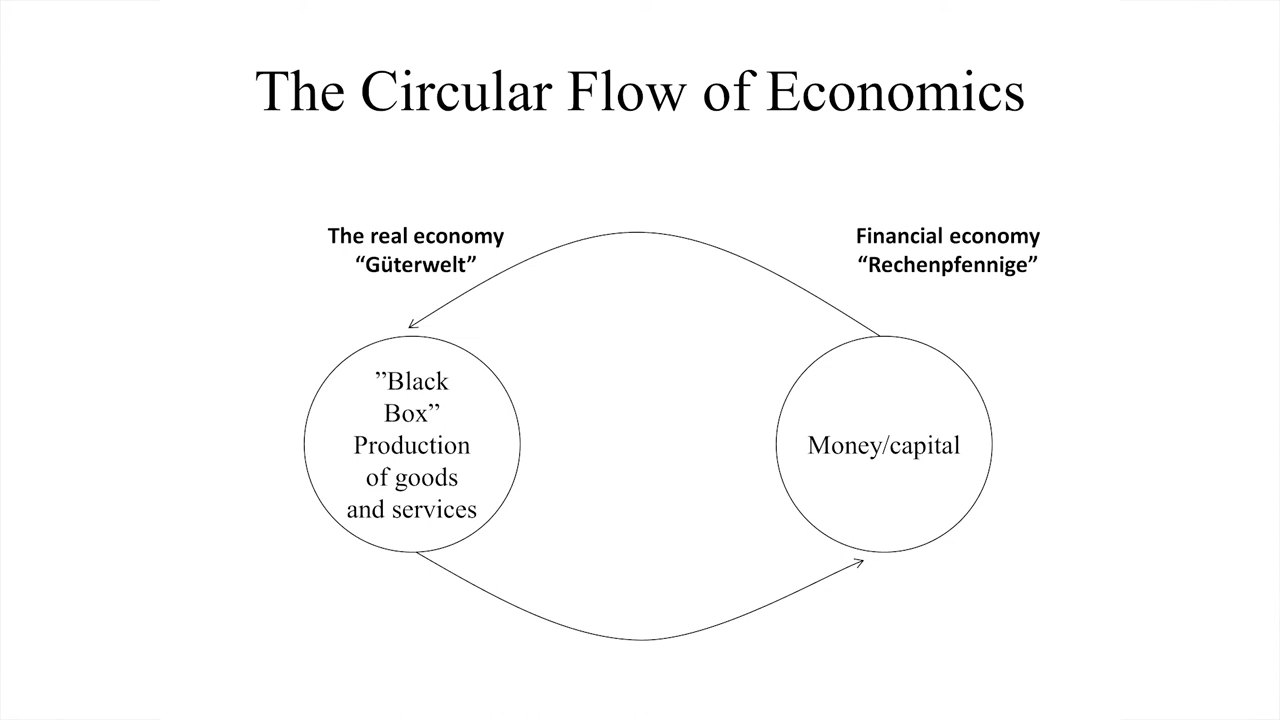 The Circular Flow of Economics
The real economy
“Güterwelt”
Financial economy
“Rechenpfennige”
”Black
Box”
Production
of goods
and services
Money/capital